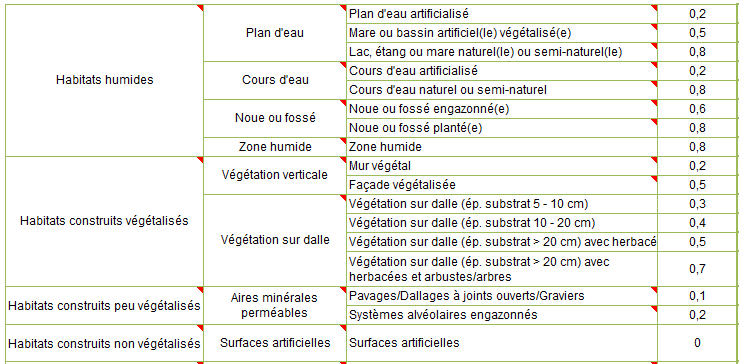 Habitats humides
Plan d'eau
Plan d'eau artificialisé
0,2
Mare ou bassin artificiel(le) végétalisé(e)
0,5
Lac, étang ou mare naturel(le) ou semi-naturel(le)
0,8
Cours d'eau
Cours d'eau artificialisé
0,2
Cours d'eau naturel ou semi-naturel
0,8
Noue ou fossé
Noue ou fossé engazonné(e)
0,6
Noue ou fossé planté(e)
0,8
Zone humide
Zone humide
0,8
Habitats construits végétalisés
Végétation verticale
Mur végétal
0,2
Façade végétalisée
0,5
Végétation sur dalle
Végétation sur dalle (ép. substrat 5 - 10 cm)
0,3
Végétation sur dalle (ép. substrat 10 - 20 cm)
0,4
Végétation sur dalle (ép. substrat > 20 cm) avec herbacé
0,5
Végétation sur dalle (ép. substrat > 20 cm) avec
herbacées et arbustes/arbres
0,7
Habitats construits peu végétalisés
Aires minérales
perméables
Pavages/Dallages à joints ouverts/Graviers
0,1
Systèmes alvéolaires engazonnés
0,2
Habitats construits non végétalisés
Surfaces artificielles
Surfaces artificielles
0